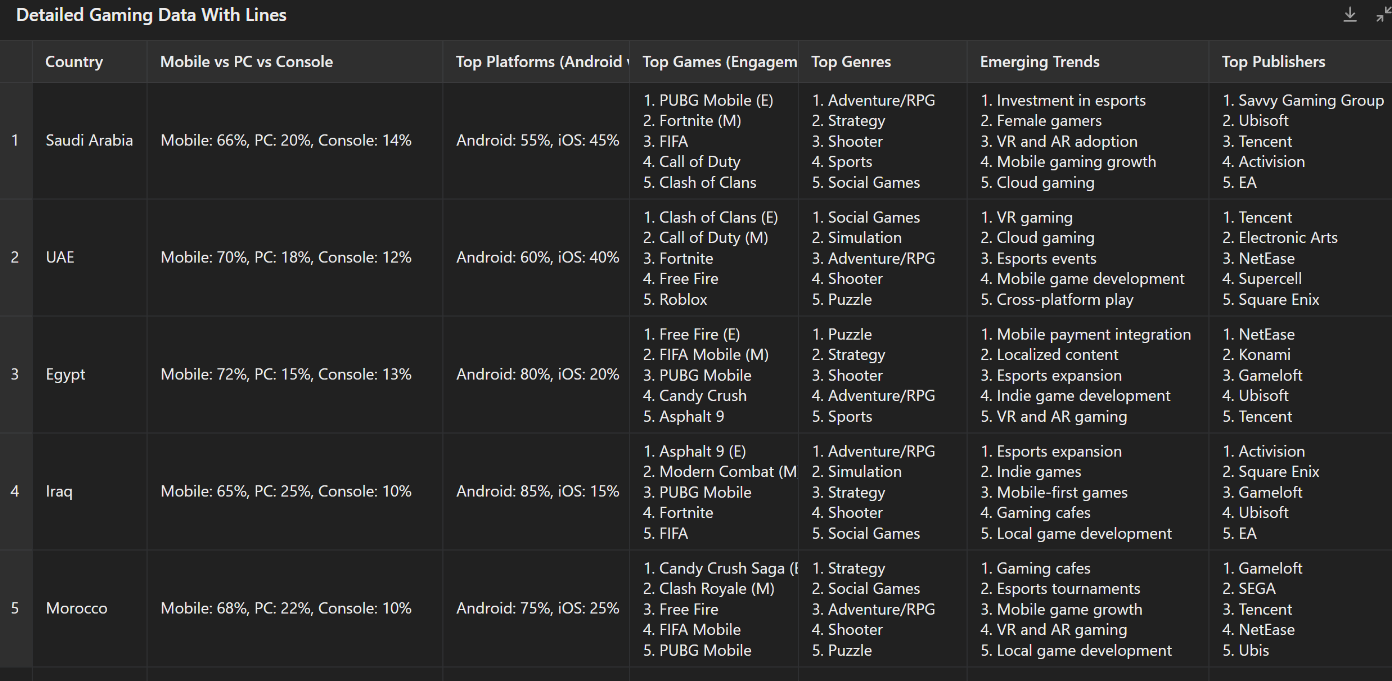 Detailed Gaming Data With Lines
Country
Mobile vs PC vs Console
Top Platforms (Android
Top Games (Engagem
Top Genres
Emerging Trends
Top Publishers
1
Saudi Arabia
Mobile: 66%, PC: 20%, Console: 14%
Android: 55%, iOS: 45%
1. PUBG Mobile (E)
2. Fortnite (M)
3. FIFA
4. Call of Duty
5. Clash of Clans
1. Adventure/RPG
2. Strategy
3. Shooter
4. Sports
5. Social Games
1. Investment in esports
2. Female gamers
3. VR and AR adoption
4. Mobile gaming growth
5. Cloud gaming
1. Savvy Gaming Group
2. Ubisoft
3. Tencent
4. Activision
5. EA
2
UAE
Mobile: 70%, PC: 18%, Console: 12%
Android: 60%, iOS: 40%
1. Clash of Clans (E)
2. Call of Duty (M)
3. Fortnite
4. Free Fire
5. Roblox
1. Social Games
2. Simulation
3. Adventure/RPG
4. Shooter
5. Puzzle
1. VR gaming
2. Cloud gaming
3. Esports events
4. Mobile game development
5. Cross-platform play
1. Tencent
2. Electronic Arts
3. NetEase
4. Supercell
5. Square Enix
3
Egypt
Mobile: 72%, PC: 15%, Console: 13%
Android: 80%, iOS: 20%
1. Free Fire (E)
2. FIFA Mobile (M)
3. PUBG Mobile
4. Candy Crush
5. Asphalt 9
1. Puzzle
2. Strategy
3. Shooter
4. Adventure/RPG
5. Sports
1. Mobile payment integration
2. Localized content
3. Esports expansion
4. Indie game development
5. VR and AR gaming
1. NetEase
2. Konami
3. Gameloft
4. Ubisoft
5. Tencent
4
Iraq
Mobile: 65%, PC: 25%, Console: 10%
Android: 85%, iOS: 15%
1. Asphalt 9 (E)
2. Modern Combat (M
3. PUBG Mobile
4. Fortnite
5. FIFA
1. Adventure/RPG
2. Simulation
3. Strategy
4. Shooter
5. Social Games
1. Esports expansion
2. Indie games
3. Mobile-first games
4. Gaming cafes
5. Local game development
1. Activision
2. Square Enix
3. Gameloft
4. Ubisoft
5. EA
5
Morocco
Mobile: 68%, PC: 22%, Console: 10%
Android: 75%, iOS: 25%
1. Candy Crush Saga (E
2. Clash Royale (M)
3. Free Fire
4. FIFA Mobile
5. PUBG Mobile
1. Strategy
2. Social Games
3. Adventure/RPG
4. Shooter
5. Puzzle
1. Gaming cafes
2. Esports tournaments
3. Mobile game growth
4. VR and AR gaming
5. Local game development
1. Gameloft
2. SEGA
3. Tencent
4. NetEase
5. Ubis